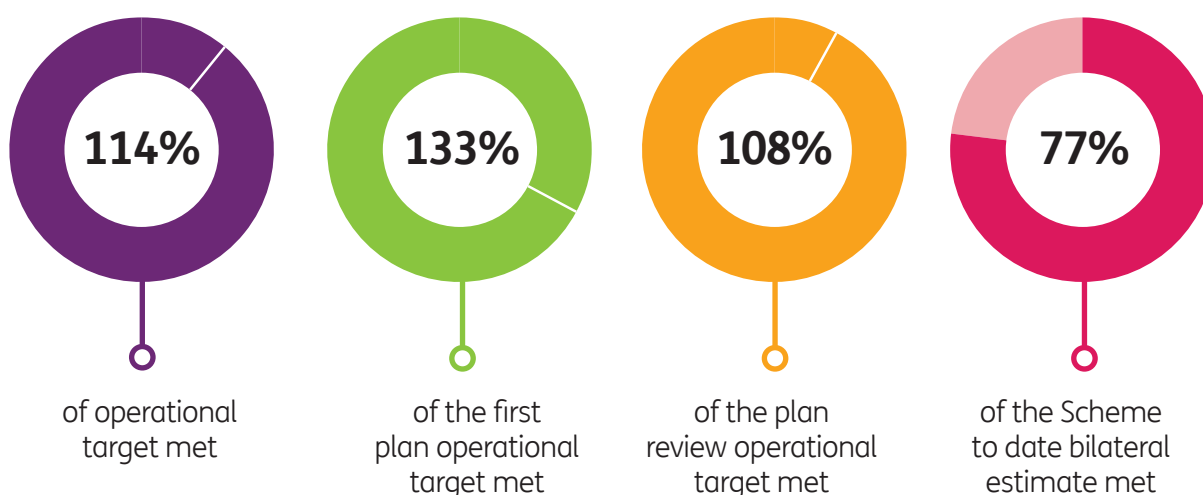 114%
133%
108%
77%
of operational
target met
of the first
plan operational
target met
of the plan
review operational
target met
of the Scheme
to date bilateral
estimate met